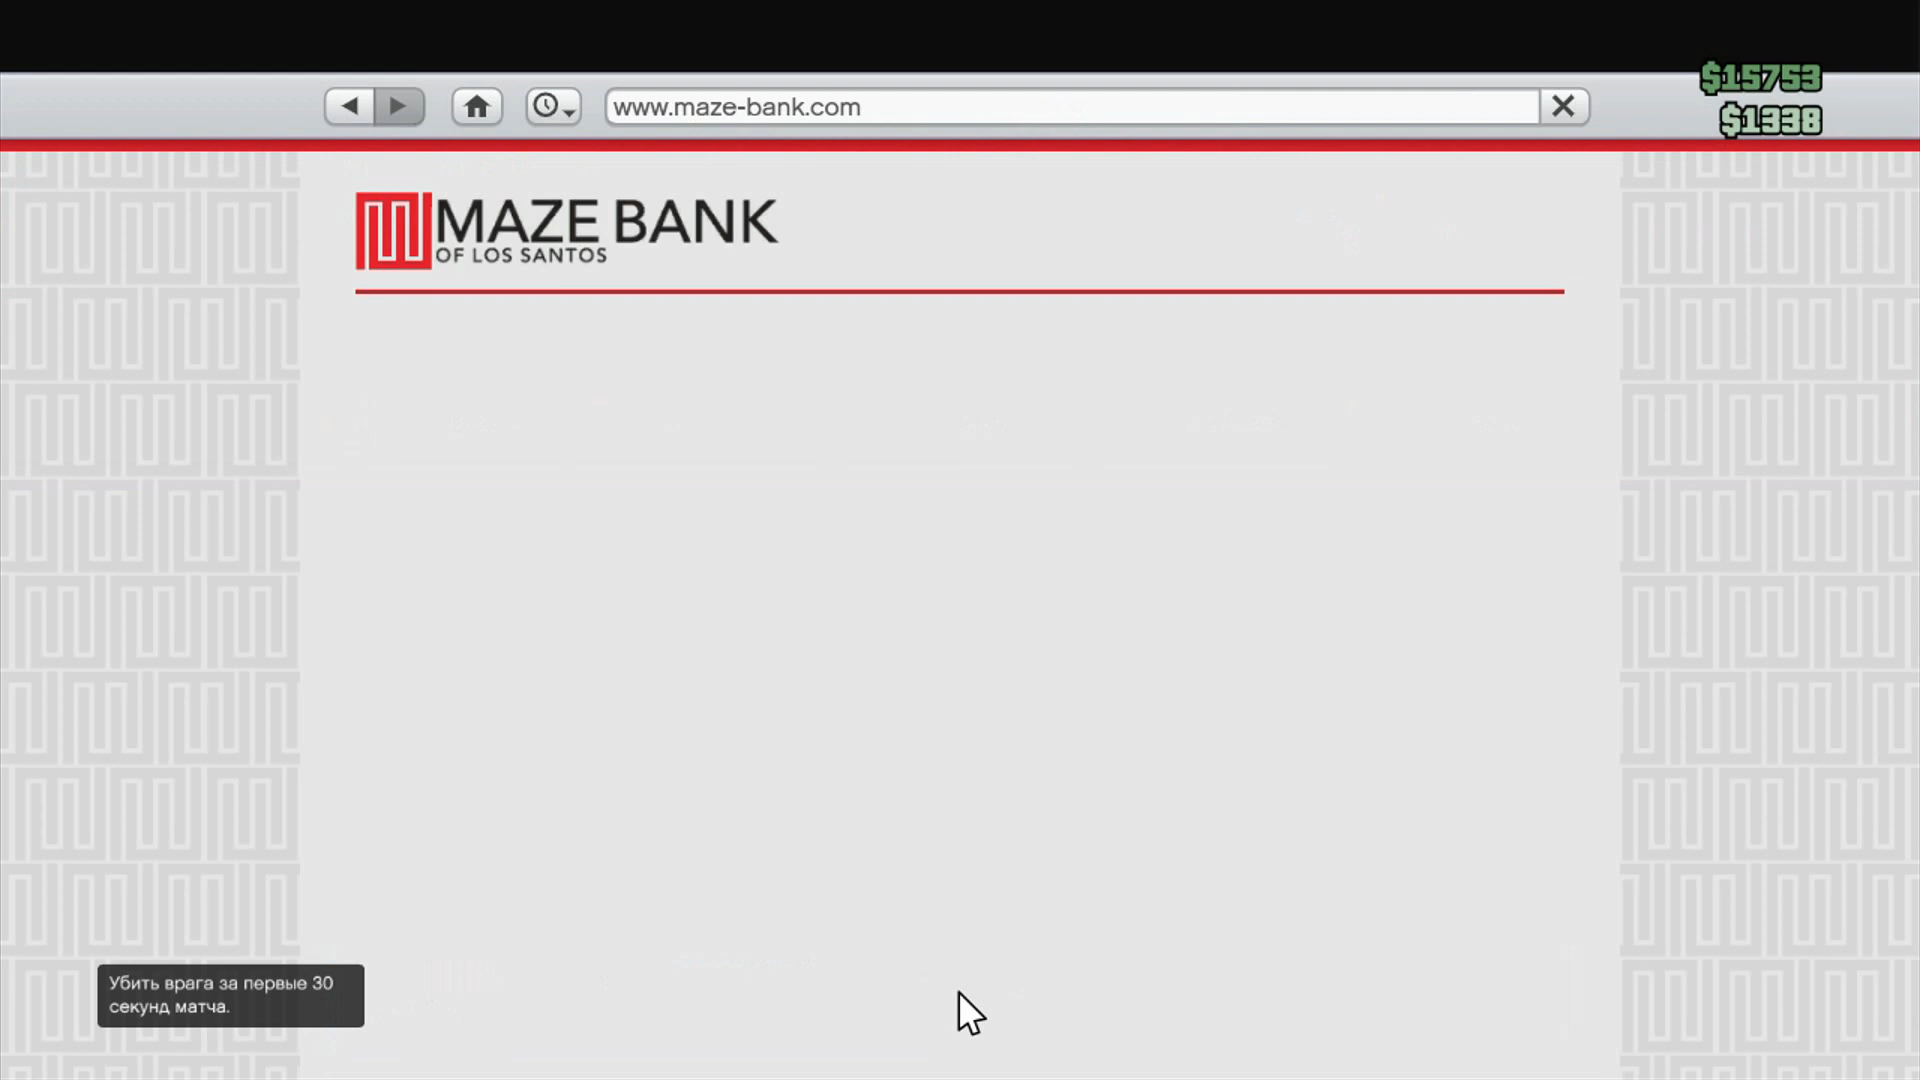 $15753
www.maze-bank.com
$1338
MAZE BANK
OF LOS SANTOS
Убить врага за первые 30
секунд матча.